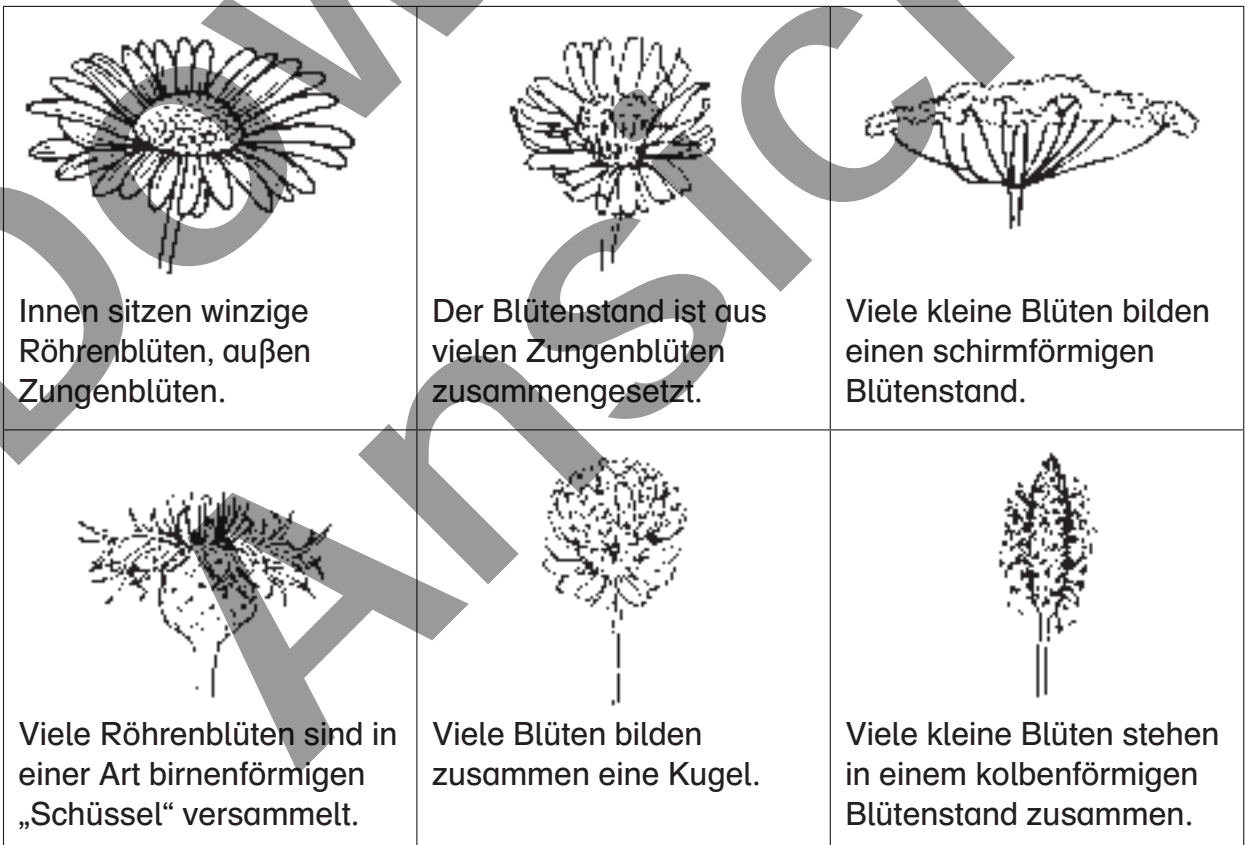 Innen sitzen winzige
Röhrenblüten, außen
Zungenblüten.
Der Blütenstand ist aus
vielen Zungenblüten
zusammengesetzt.
Viele kleine Blüten bilden
einen schirmförmigen
Blütenstand.
Viele Röhrenblüten sind in
einer Art birnenförmigen
„Schüssel“ versammelt.
Viele Blüten bilden
zusammen eine Kugel.
Viele kleine Blüten stehen
in einem kolbenförmigen
Blütenstand zusammen.